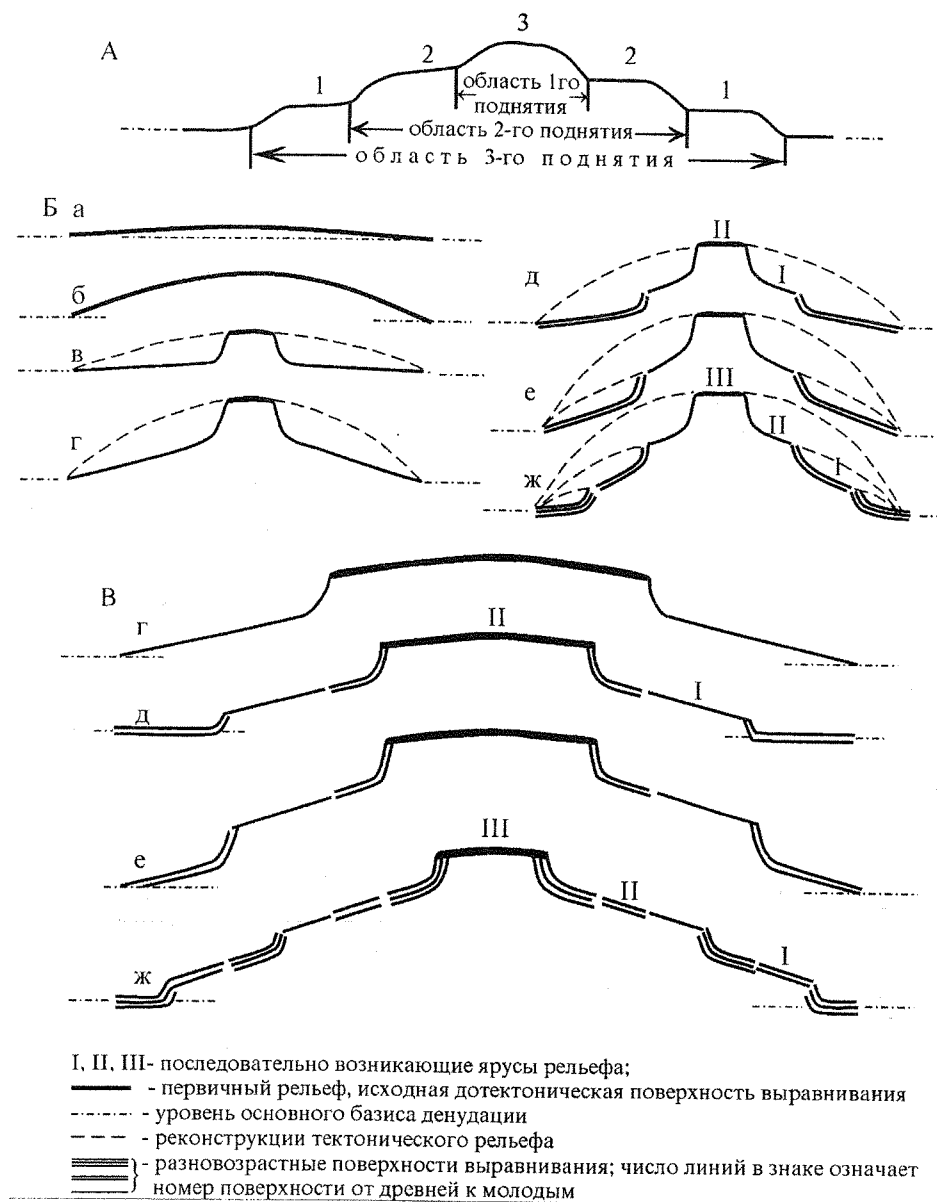 А
3
2
2
1
1
область 1го
поднятия
область 2-го поднятия
область 3-го поднятия
Б
а
б
в
г
д
II
I
е
ж
III
II
I
В
г
д
II
I
е
ж
III
II
I
I, II, III- последовательно возникающие ярусы рельефа;
- первичный рельеф, исходная дотектоническая поверхность выравнивания
- уровень основного базиса денудации
- реконструкции тектонического рельефа
- разновозрастные поверхности выравнивания; число линий в знаке означает
номер поверхности от древней к молодым